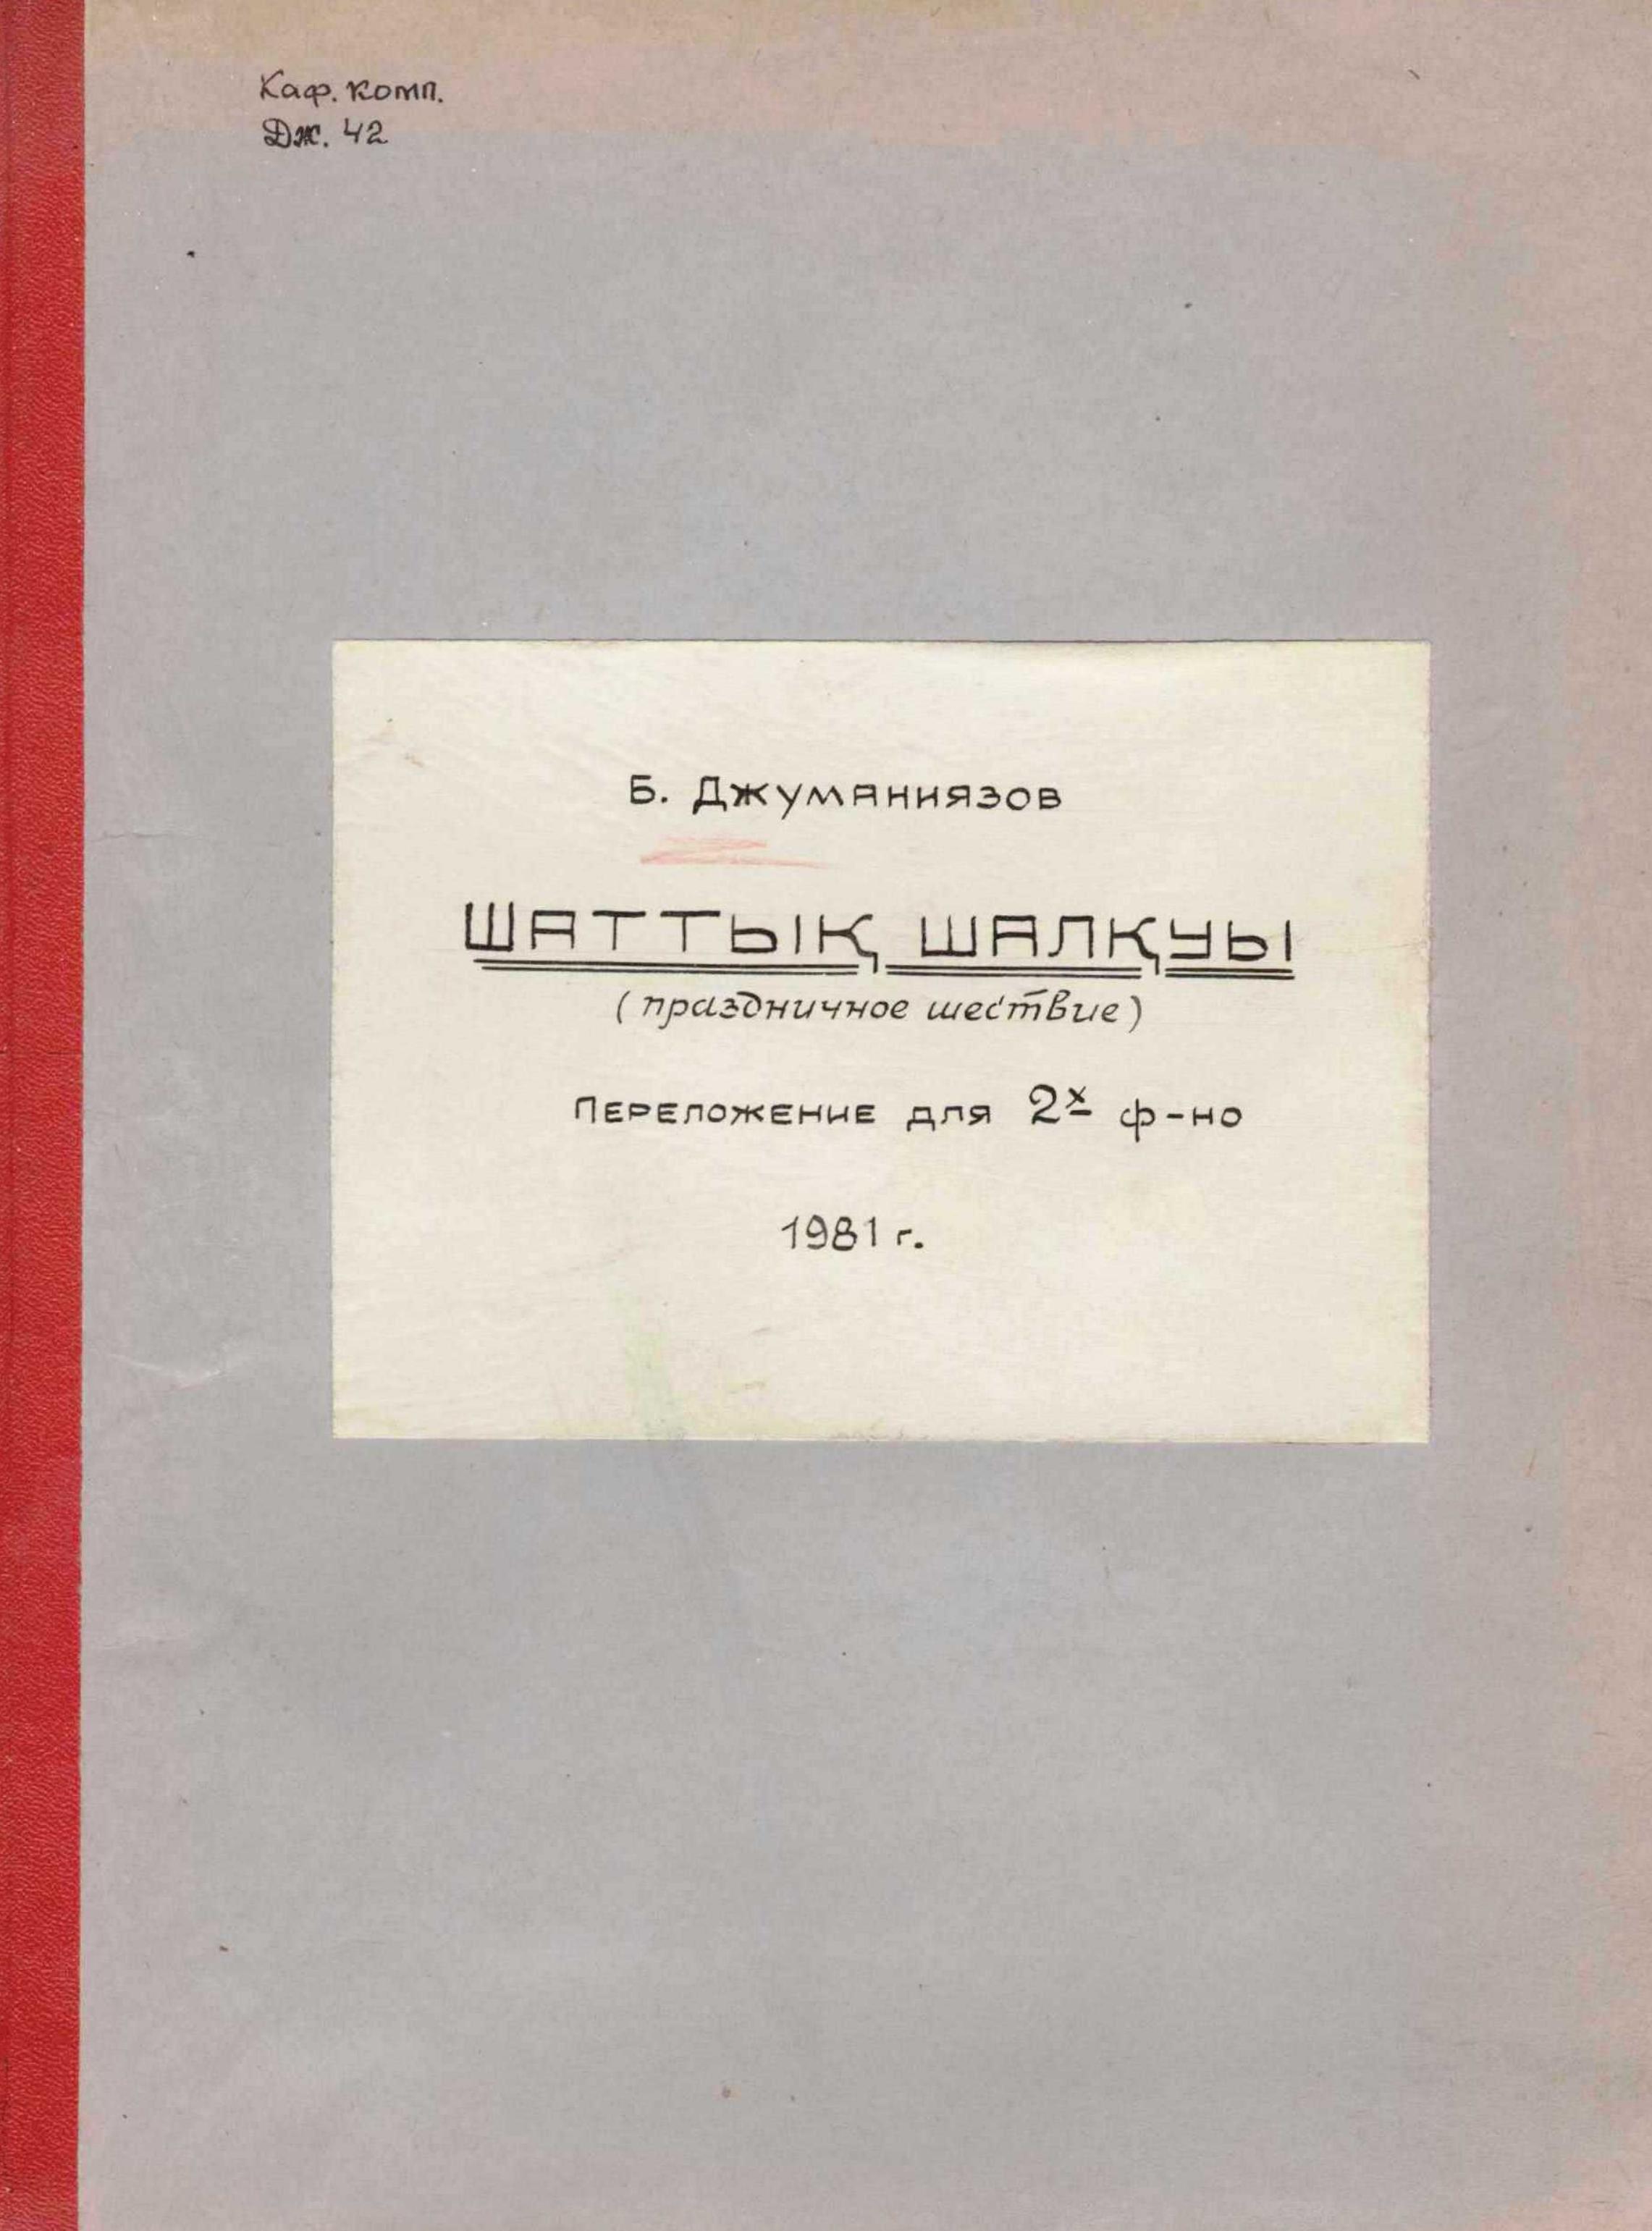 Каф. комп.
Дж. 42
Б. Джуманиязов
ШАТТЫҚ ШАЛҚУЫ
(праздничное шествие)
ПЕРЕЛОЖЕНИЕ ДЛЯ 2х ф-но
1981 г.